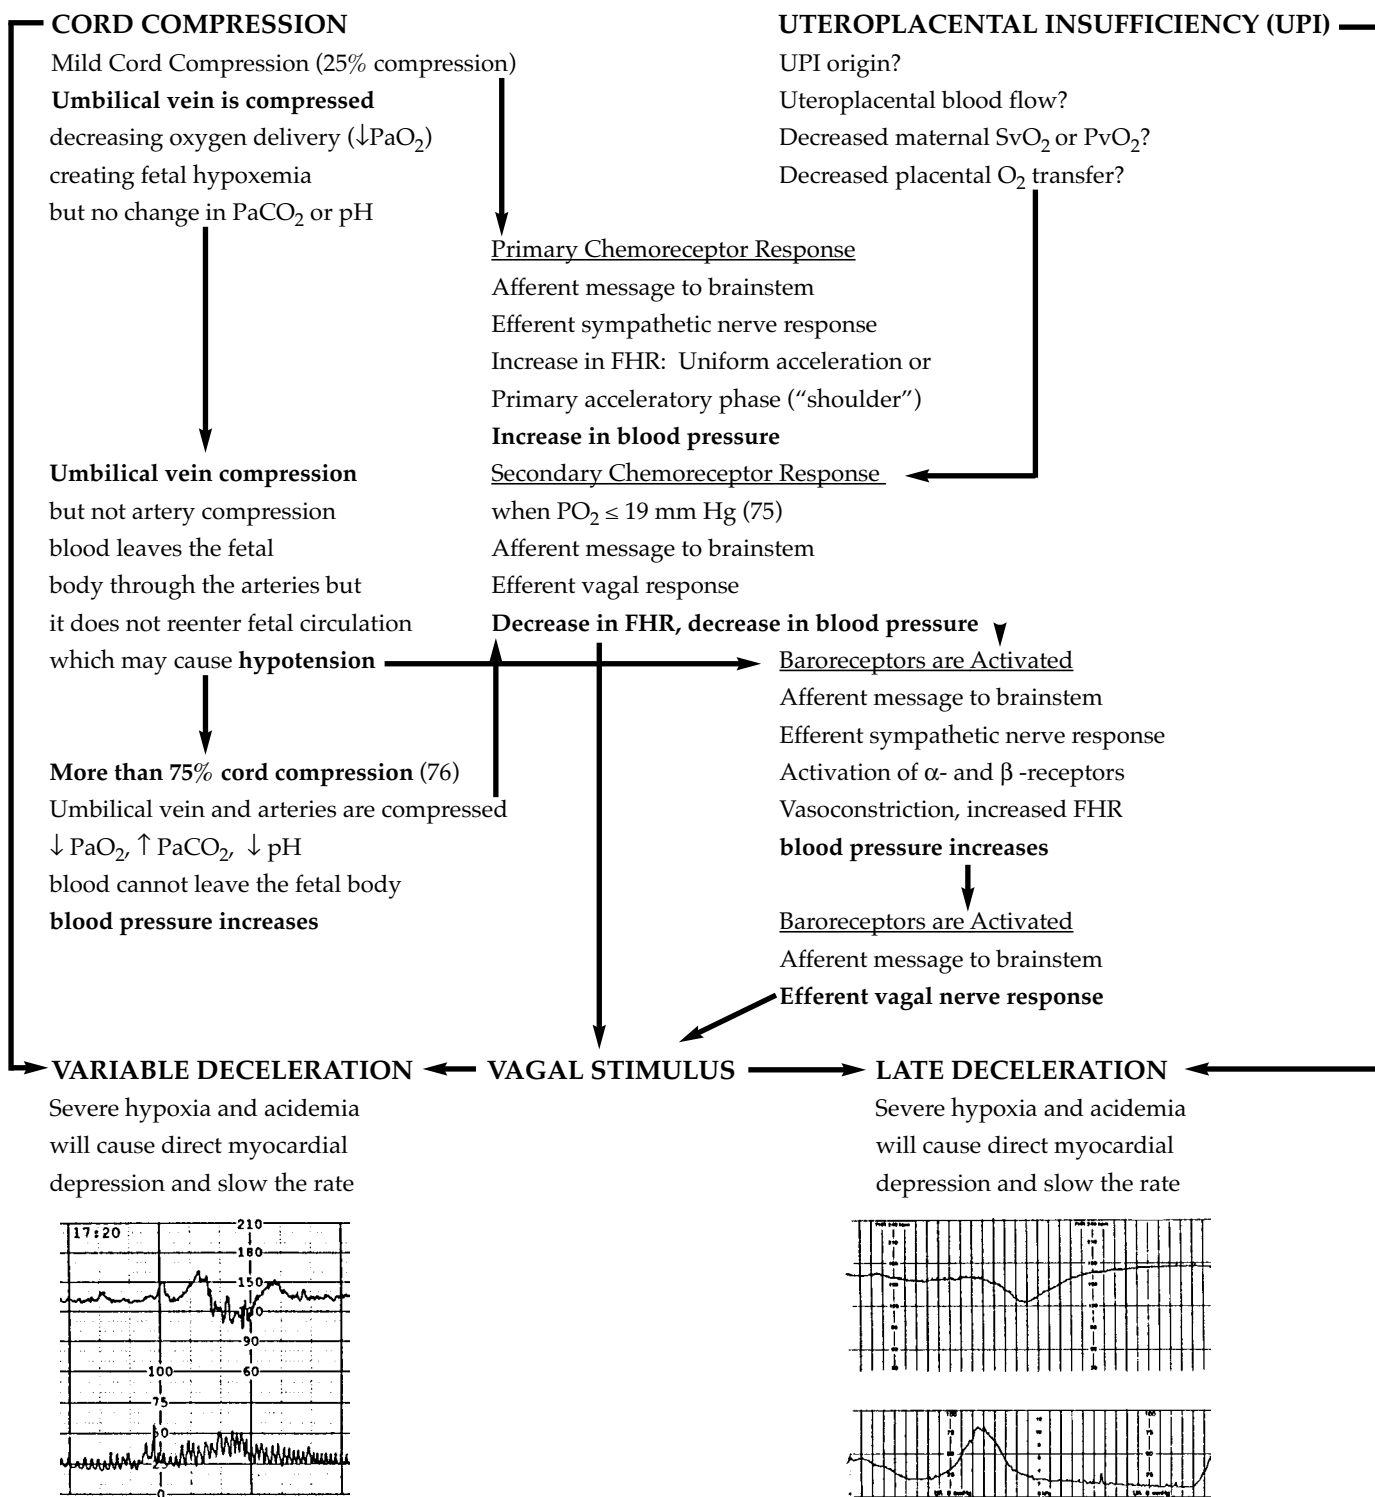 CORD COMPRESSION
Mild Cord Compression (25% compression)
Umbilical vein is compressed
decreasing oxygen delivery (↓PaO2)
creating fetal hypoxemia
but no change in PaCO2 or pH
UTEROPLACENTAL INSUFFICIENCY (UPI)
UPI origin?
Uteroplacental blood flow?
Decreased maternal SvO2 or PvO2?
Decreased placental O2 transfer?
Primary Chemoreceptor Response
Afferent message to brainstem
Efferent sympathetic nerve response
Increase in FHR: Uniform acceleration or
Primary acceleratory phase (“shoulder”)
Increase in blood pressure
Secondary Chemoreceptor Response
when PO2 ≤ 19 mm Hg (75)
Afferent message to brainstem
Efferent vagal response
Decrease in FHR, decrease in blood pressure
Umbilical vein compression
but not artery compression
blood leaves the fetal
body through the arteries but
it does not reenter fetal circulation
which may cause hypotension
More than 75% cord compression (76)
Umbilical vein and arteries are compressed
↓ PaO2, ↑ PaCO2, ↓ pH
blood cannot leave the fetal body
blood pressure increases
Baroreceptors are Activated
Afferent message to brainstem
Efferent sympathetic nerve response
Activation of α- and β -receptors
Vasoconstriction, increased FHR
blood pressure increases
Baroreceptors are Activated
Afferent message to brainstem
Efferent vagal nerve response
VARIABLE DECELERATION
Severe hypoxia and acidemia
will cause direct myocardial
depression and slow the rate
VAGAL STIMULUS
LATE DECELERATION
Severe hypoxia and acidemia
will cause direct myocardial
depression and slow the rate
17:20
210
180
150
90
100
60
75
0